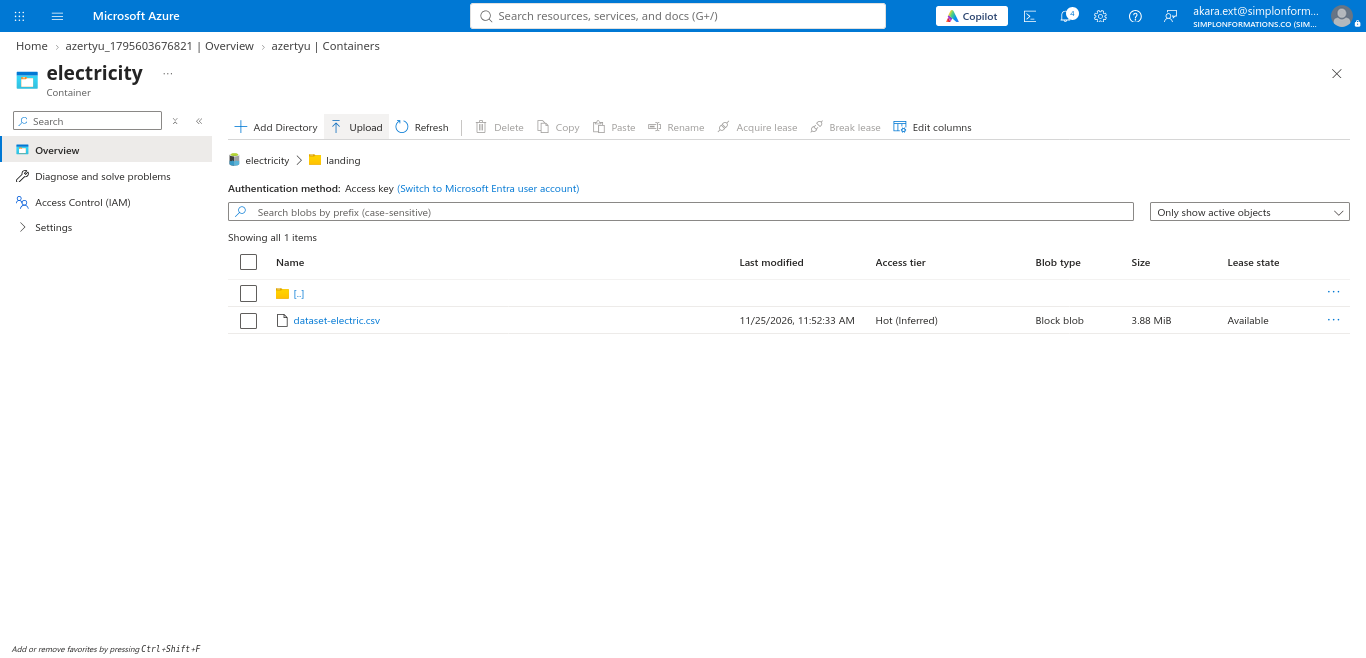 Microsoft Azure
Search resources, services, and docs (G+/)
Copilot
4
akara.ext@simplonform...
SIMPLONFORMATIONS.CO (SIM...
Home > azertyu_1795603676821 | Overview > azertyu | Containers
electricity ...
Container
Search
Overview
Diagnose and solve problems
Access Control (IAM)
Settings
Add Directory Upload Refresh Delete Copy Paste Rename Acquire lease Break lease Edit columns
electricity > landing
Authentication method: Access key (Switch to Microsoft Entra user account)
Search blobs by prefix (case-sensitive)
Only show active objects
Showing all 1 items
Name Last modified Access tier Blob type Size Lease state
[..]
dataset-electric.csv 11/25/2026, 11:52:33 AM Hot (Inferred) Block blob 3.88 MiB Available
Add or remove favorites by pressing Ctrl+Shift+F